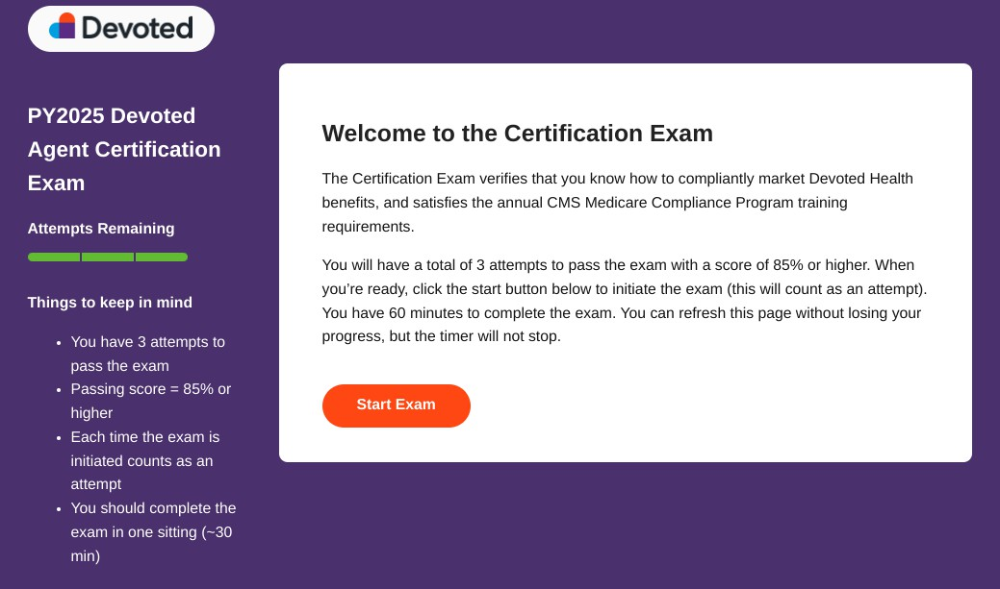 Devoted
PY2025 Devoted
Agent Certification
Exam
Attempts Remaining
Things to keep in mind
• You have 3 attempts to
pass the exam
• Passing score = 85% or
higher
• Each time the exam is
initiated counts as an
attempt
• You should complete the
exam in one sitting (~30
min)
Welcome to the Certification Exam
The Certification Exam verifies that you know how to compliantly market Devoted Health
benefits, and satisfies the annual CMS Medicare Compliance Program training
requirements.
You will have a total of 3 attempts to pass the exam with a score of 85% or higher. When
you’re ready, click the start button below to initiate the exam (this will count as an attempt).
You have 60 minutes to complete the exam. You can refresh this page without losing your
progress, but the timer will not stop.
Start Exam